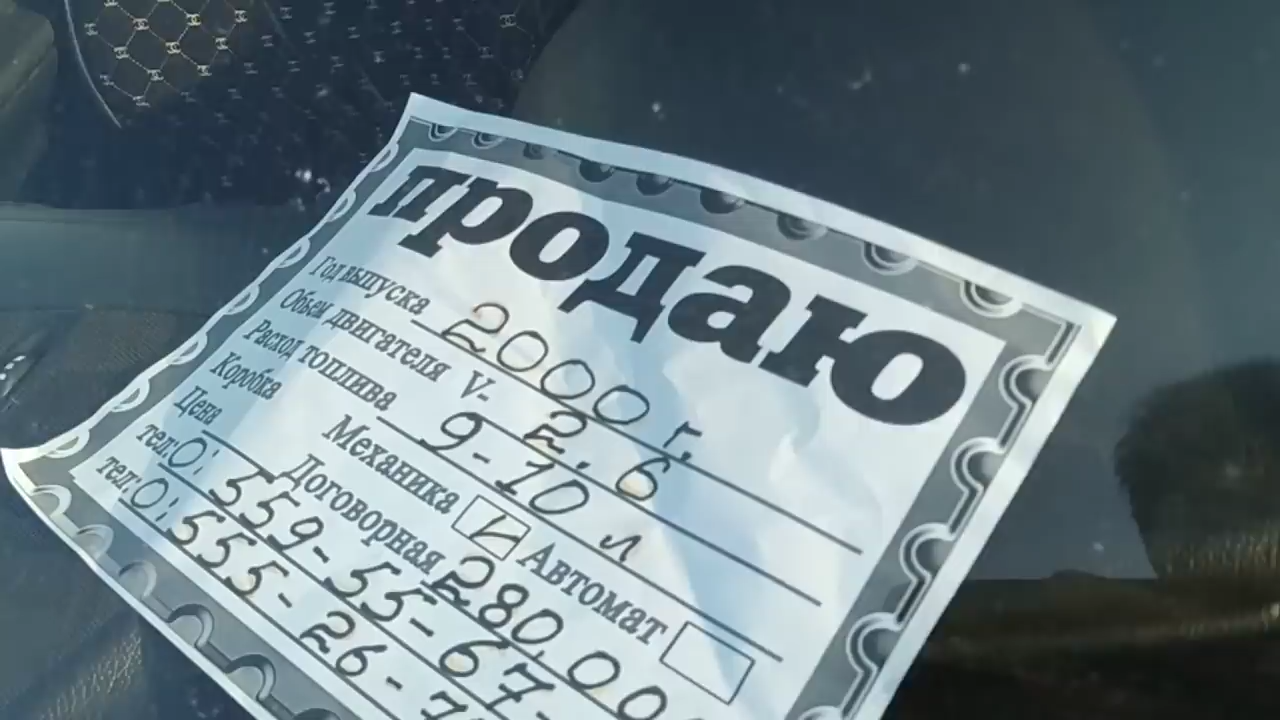 продаю
Год выпуска 2000 г.
Объем двигателя V- 2,6
Расход топлива 9-10 л
Коробка Механика V Автомат
Цена Договорная 280,00
тел: 0: 559-55-67-
тел: 0: 555-26-7